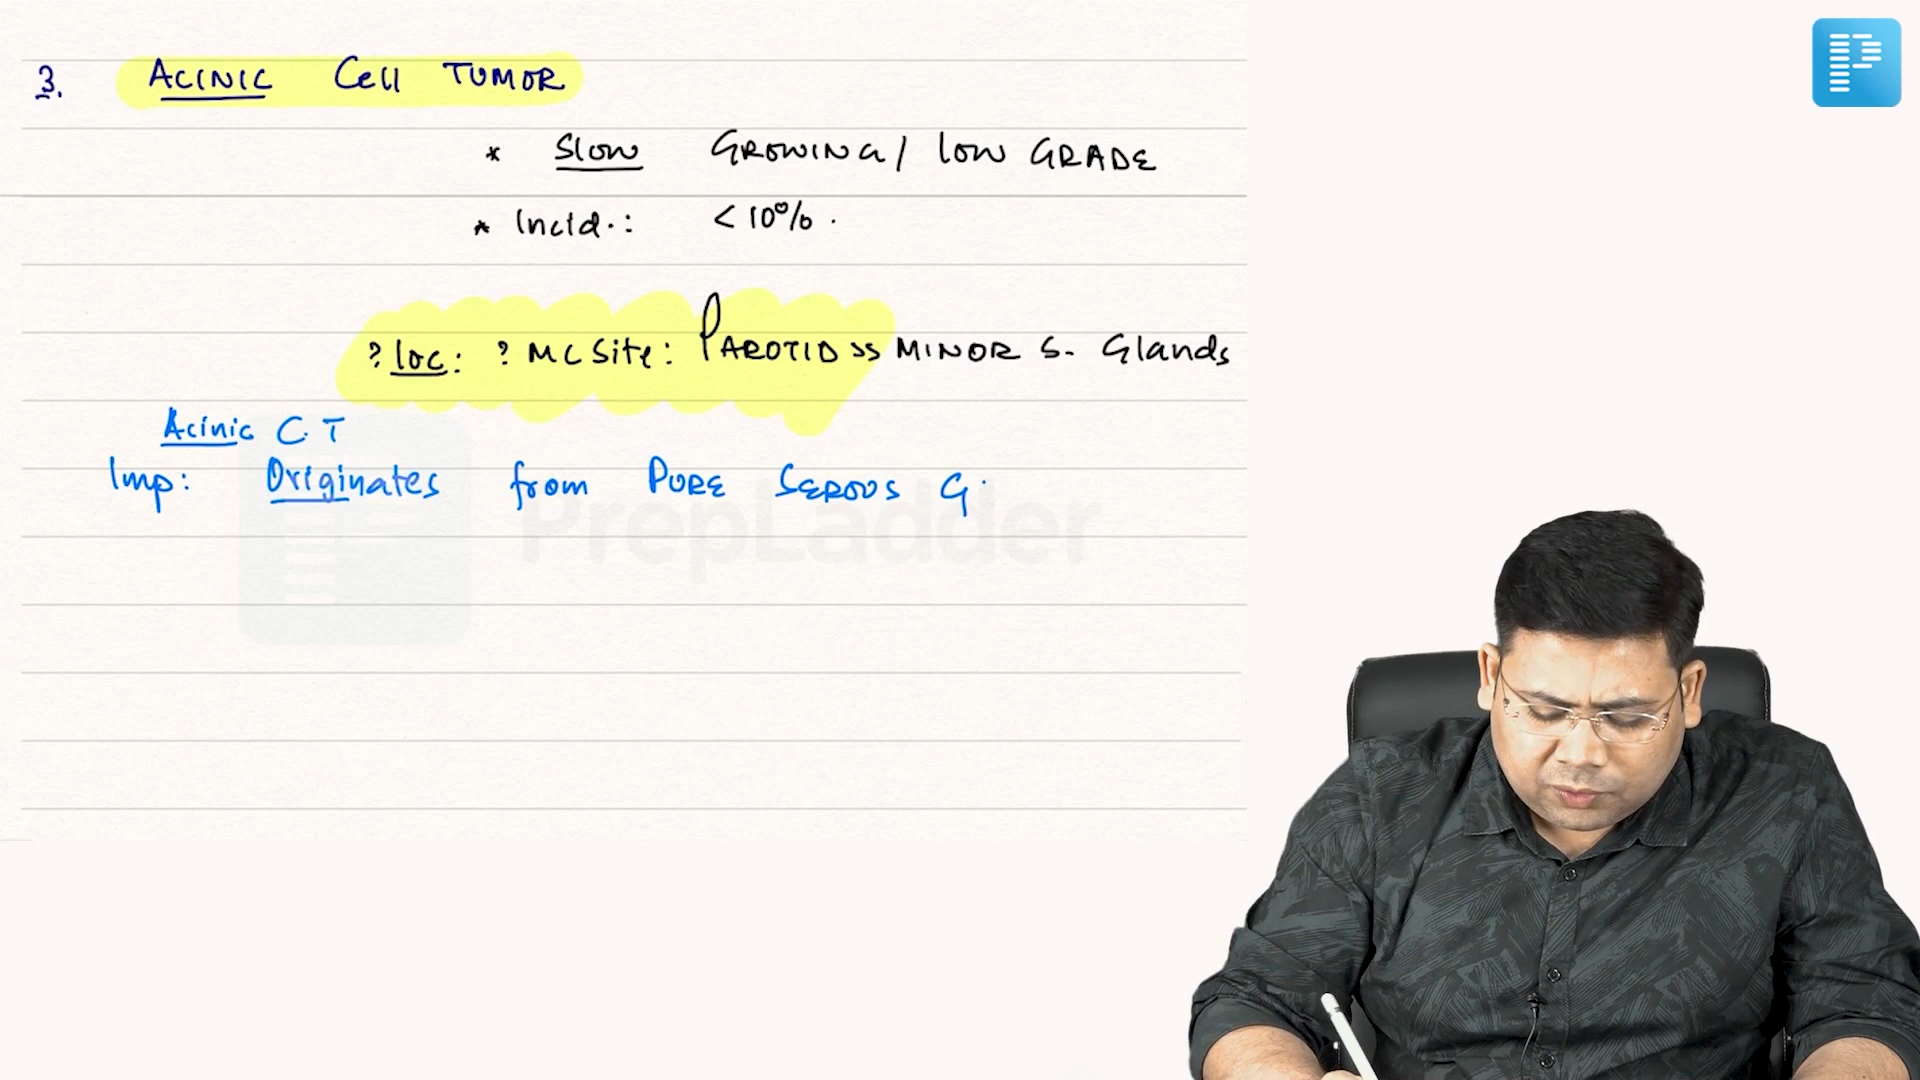 3. ACINIC Cell TUMOR
* Slow GROWING / LOW GRADE
* Incid.: < 10% .
? loc: ? MC Site: PAROTID >> MINOR S. Glands
Acinic C.T
Imp: Originates from PURE SEROUS G.
PrepLadder